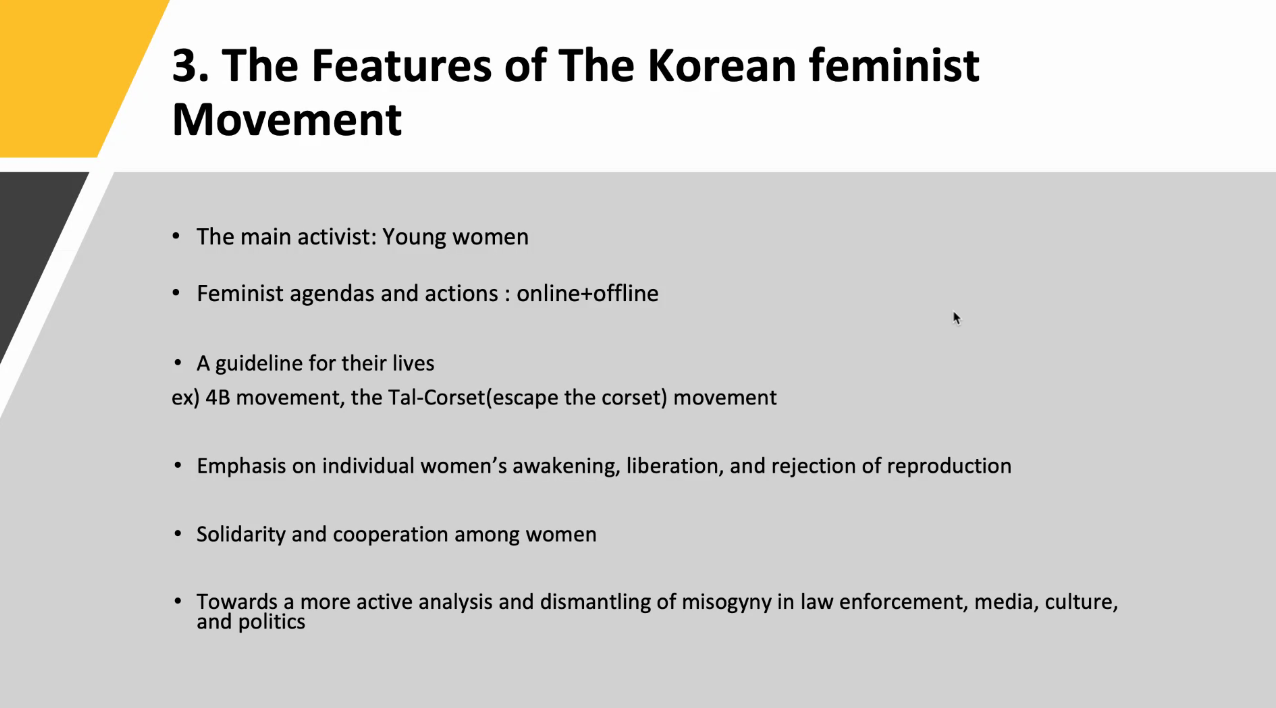 3. The Features of The Korean feminist
Movement
• The main activist: Young women
• Feminist agendas and actions : online+offline
• A guideline for their lives
ex) 4B movement, the Tal-Corset(escape the corset) movement
• Emphasis on individual women’s awakening, liberation, and rejection of reproduction
• Solidarity and cooperation among women
• Towards a more active analysis and dismantling of misogyny in law enforcement, media, culture,
and politics